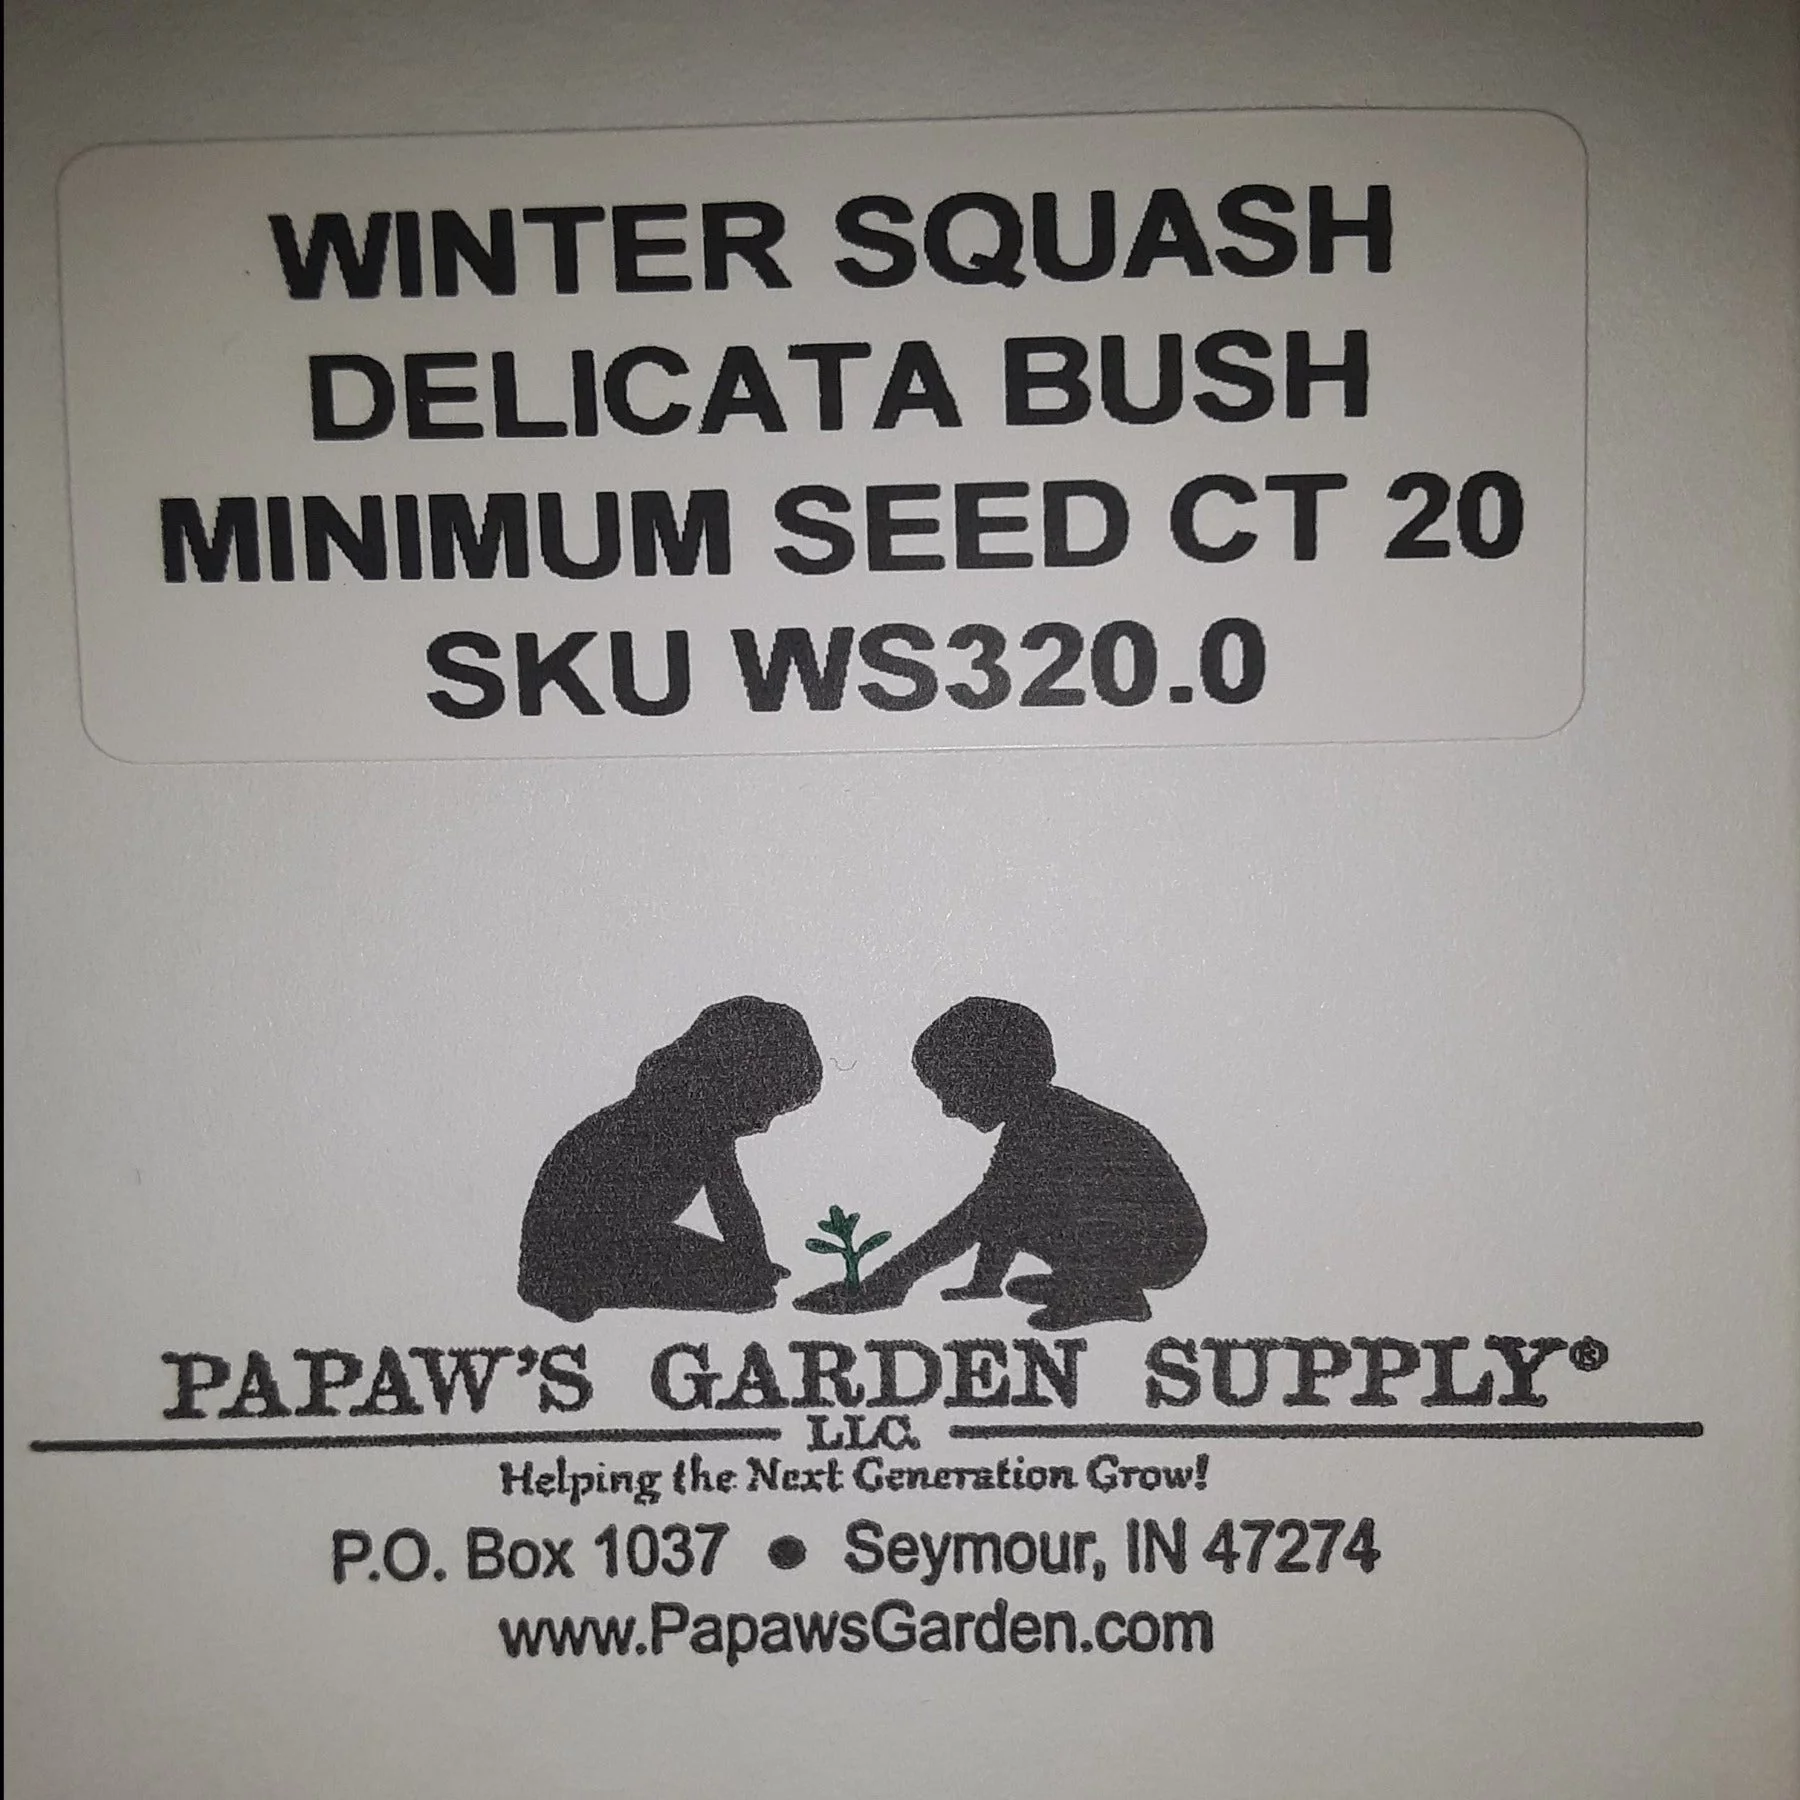 WINTER SQUASH
DELICATA BUSH
MINIMUM SEED CT 20
SKU WS320.0
PAPAW'S GARDEN SUPPLY®
LLC.
Helping the Next Generation Grow!
P.O. Box 1037 ● Seymour, IN 47274
www.PapawsGarden.com